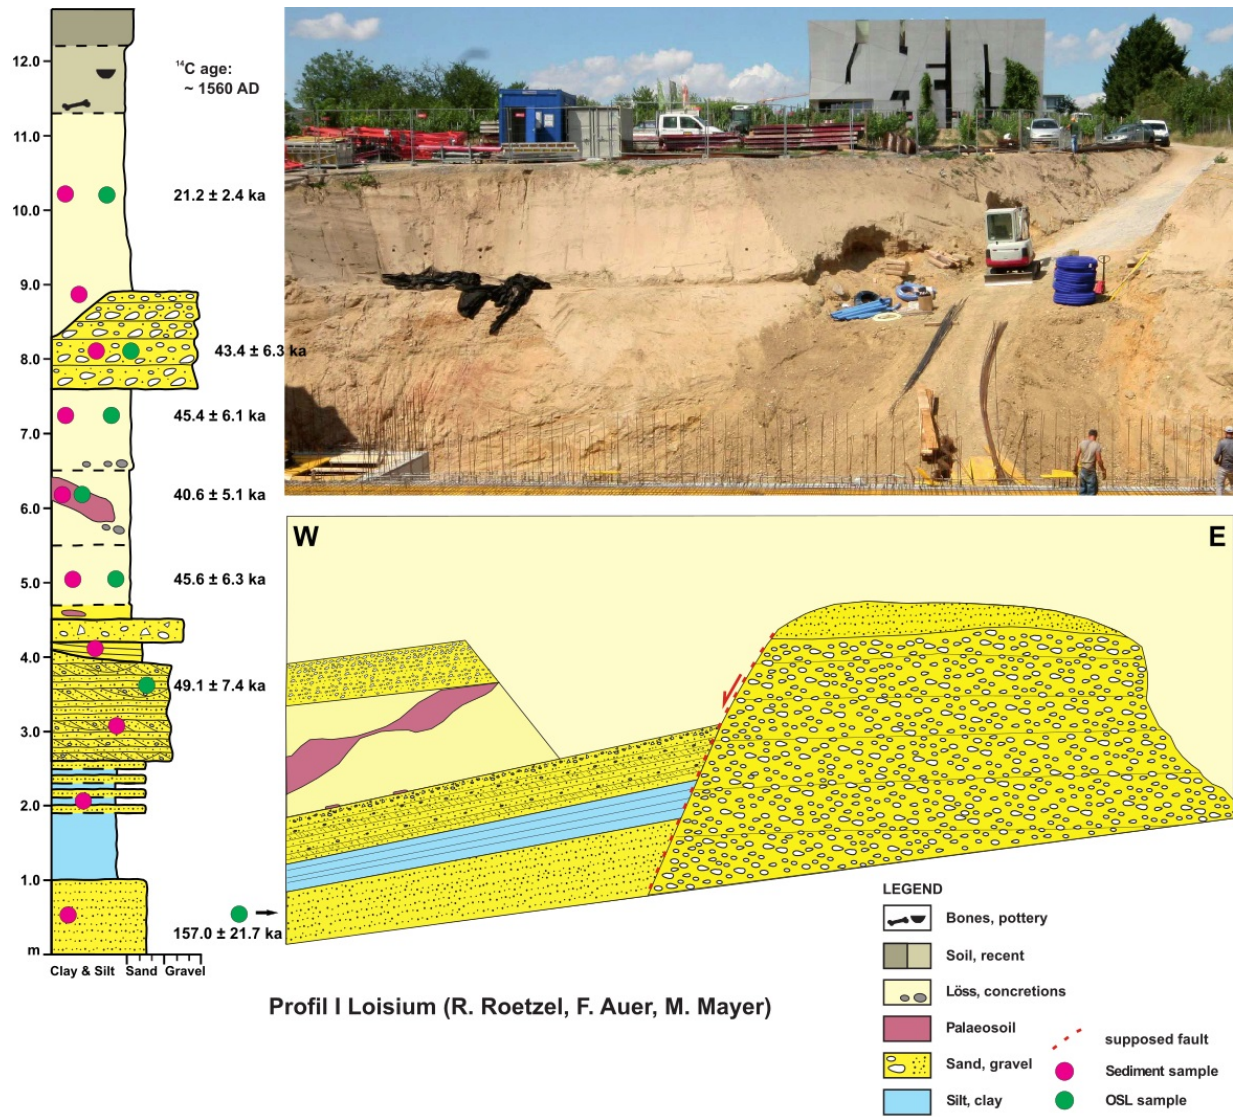 12.0
11.0
10.0
9.0
8.0
7.0
6.0
5.0
4.0
3.0
2.0
1.0
m
Clay & Silt Sand Gravel
14C age:
~ 1560 AD
21.2 ± 2.4 ka
43.4 ± 6.3 ka
45.4 ± 6.1 ka
40.6 ± 5.1 ka
45.6 ± 6.3 ka
49.1 ± 7.4 ka
157.0 ± 21.7 ka
W E
Profil I Loisium (R. Roetzel, F. Auer, M. Mayer)
LEGEND
Bones, pottery
Soil, recent
Löss, concretions
Palaeosoil
Sand, gravel
Silt, clay
supposed fault
Sediment sample
OSL sample